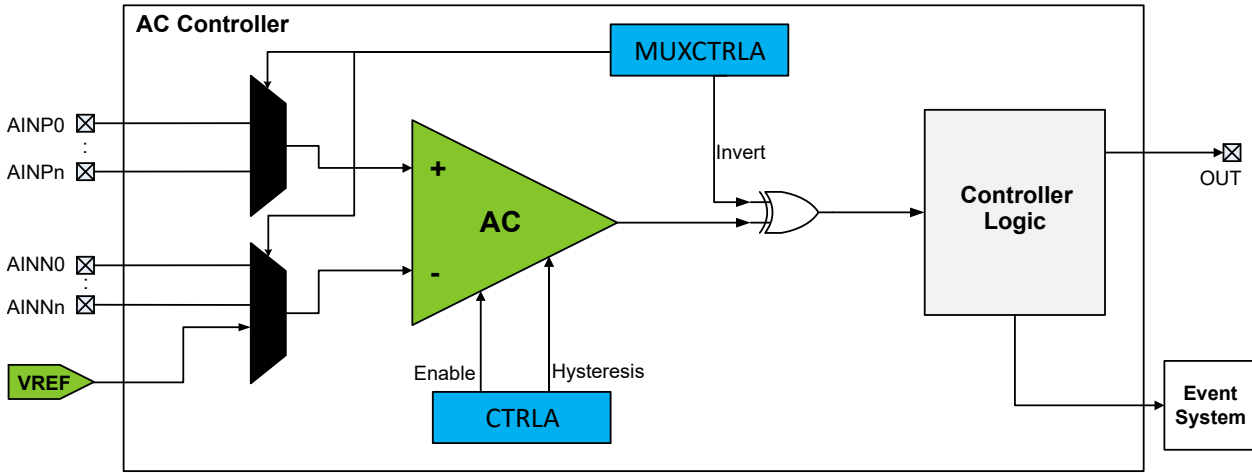 AC Controller
MUXCTRLA
AINP0
:
AINPn
Invert
+
AC
-
Controller
Logic
OUT
AINN0
:
AINNn
VREF
Enable
Hysteresis
CTRLA
Event
System